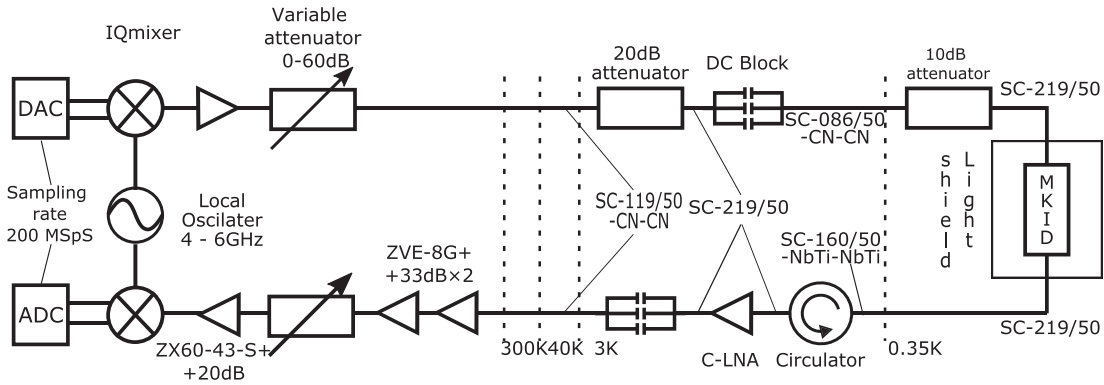 IQmixer
Variable
attenuator
0-60dB
20dB
attenuator
DC Block
10dB
attenuator
SC-219/50
DAC
SC-086/50
-CN-CN
Sampling
rate
200 MSpS
Local
Oscilater
4 - 6GHz
SC-119/50
-CN-CN
SC-219/50
Light
shield
MKID
SC-160/50
-NbTi-NbTi
ZVE-8G+
+33dB×2
ADC
SC-219/50
ZX60-43-S+
+20dB
300K
40K
3K
C-LNA
Circulator
0.35K